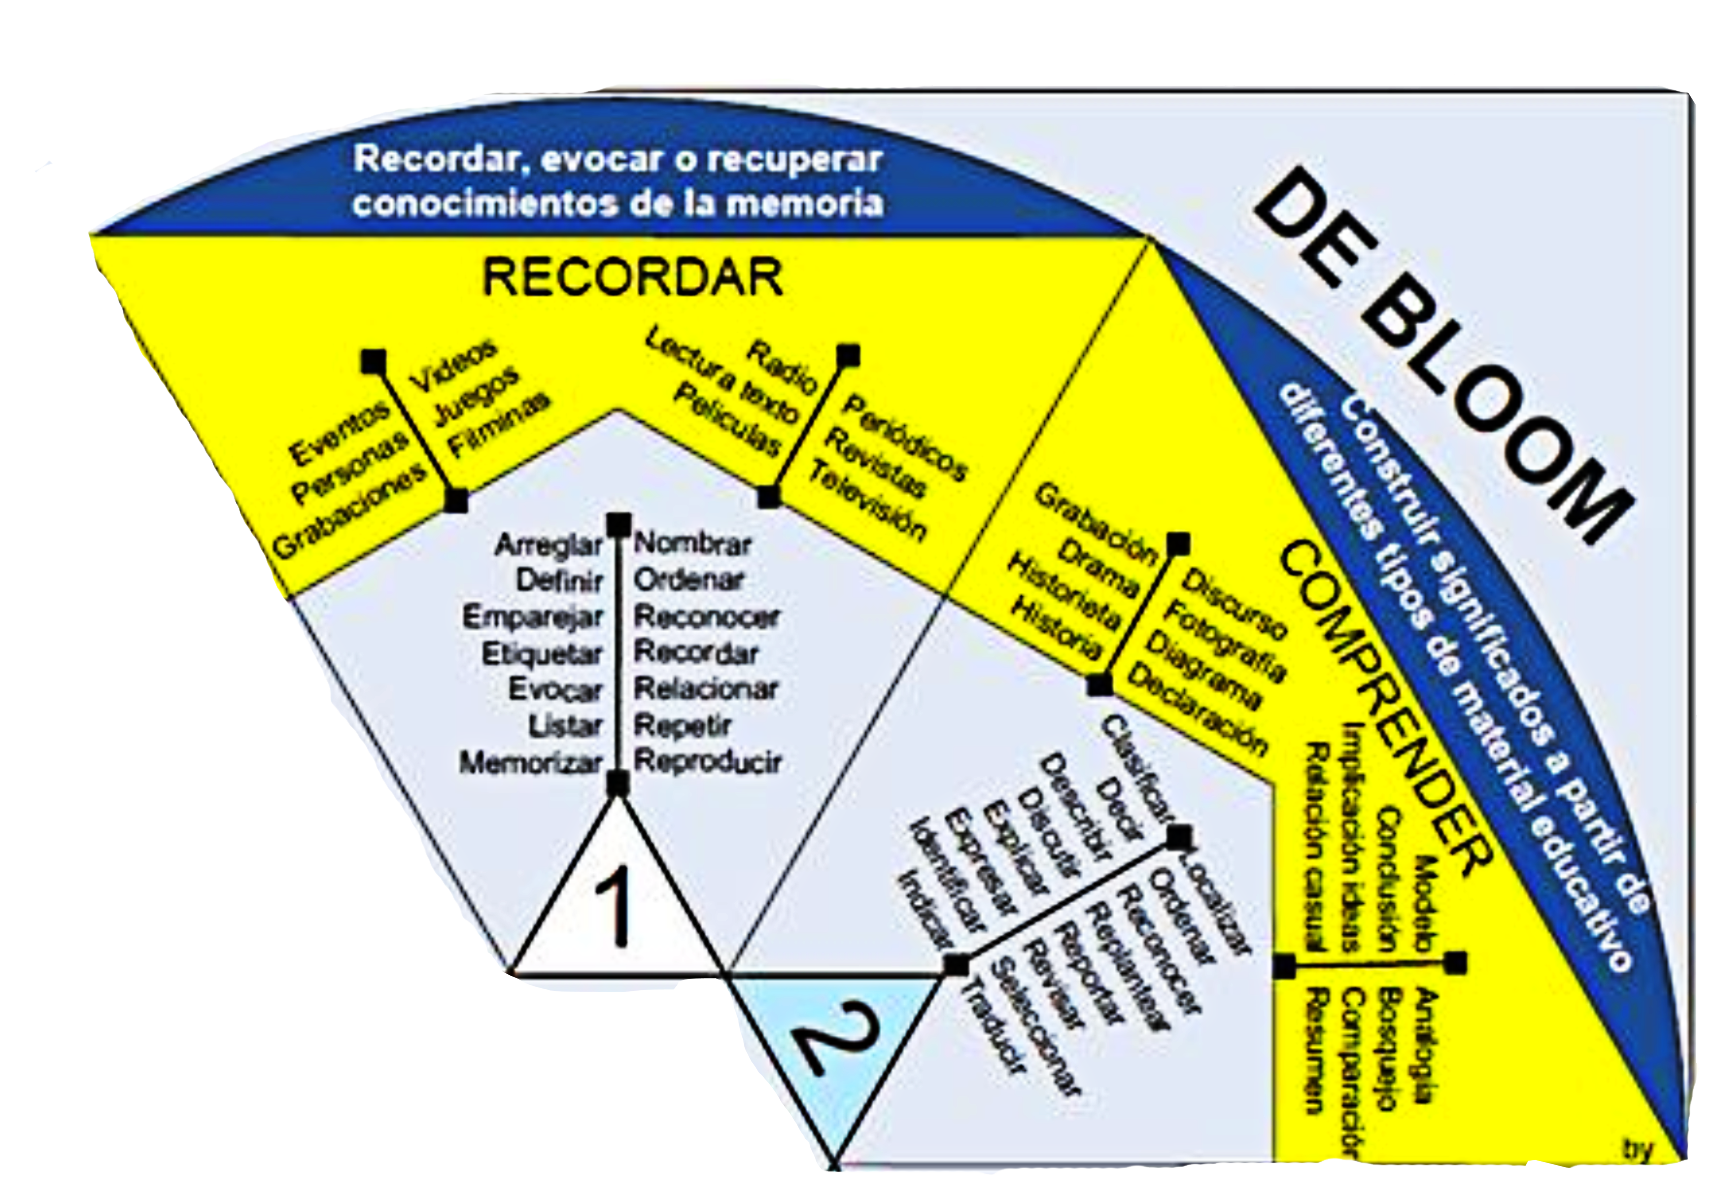 DE BLOOM
Recordar, evocar o recuperar
conocimientos de la memoria
RECORDAR
Eventos
Personas
Grabaciones
Videos
Juegos
Filminas
Radio
Lectura texto
Películas
Periódicos
Revistas
Televisión
Arreglar
Definir
Emparejar
Etiquetar
Evocar
Listar
Memorizar
Nombrar
Ordenar
Reconocer
Recordar
Relacionar
Repetir
Reproducir
1
Construir significados a partir de
diferentes tipos de material educativo
COMPRENDER
Grabación
Drama
Historieta
Historia
Discurso
Fotografía
Diagrama
Declaración
Modelo
Conclusión
Implicación ideas
Relación casual
Analogía
Bosquejo
Comparación
Resumen
Clasificar
Decir
Describir
Discutir
Explicar
Expresar
Identificar
Indicar
Localizar
Ordenar
Reconocer
Replantear
Reportar
Revisar
Seleccionar
Traducir
2
by